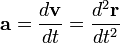 a = dv/dt = d²r/dt²